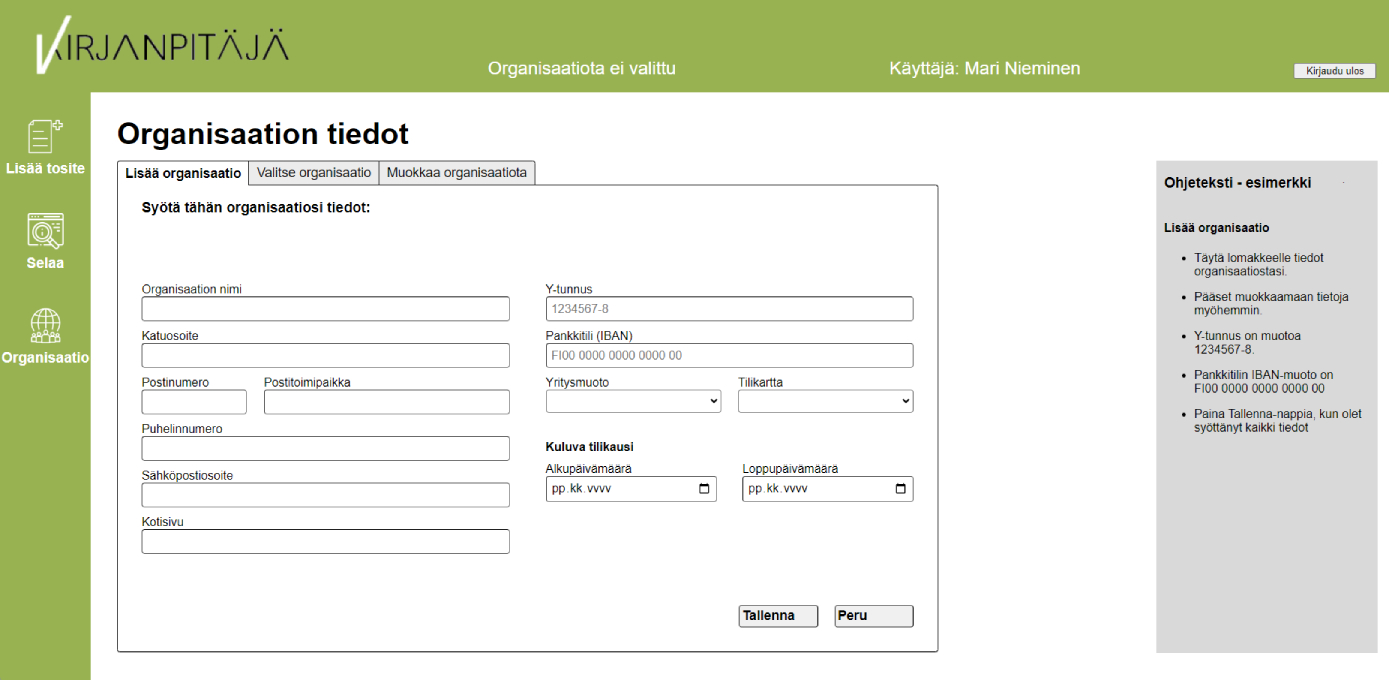 KIRJANPITÄJÄ
Organisaatiota ei valittu
Käyttäjä: Mari Nieminen
Kirjaudu ulos
Lisää tosite
Selaa
Organisaatio
Organisaation tiedot
Lisää organisaatio
Valitse organisaatio
Muokkaa organisaatiota
Syötä tähän organisaatiosi tiedot:
Organisaation nimi
Katuosoite
Postinumero
Postitoimipaikka
Puhelinnumero
Sähköpostiosoite
Kotisivu
Y-tunnus
1234567-8
Pankkitili (IBAN)
FI00 0000 0000 0000 00
Yritysmuoto
Tilikartta
Kuluva tilikausi
Alkupäivämäärä
Loppupäivämäärä
pp.kk.vvvv
pp.kk.vvvv
Tallenna
Peru
Ohjeteksti - esimerkki
Lisää organisaatio
• Täytä lomakkeelle tiedot
organisaatiostasi.
• Pääset muokkaamaan tietoja
myöhemmin.
• Y-tunnus on muotoa
1234567-8.
• Pankkitilin IBAN-muoto on
FI00 0000 0000 0000 00
• Paina Tallenna-nappia, kun olet
syöttänyt kaikki tiedot